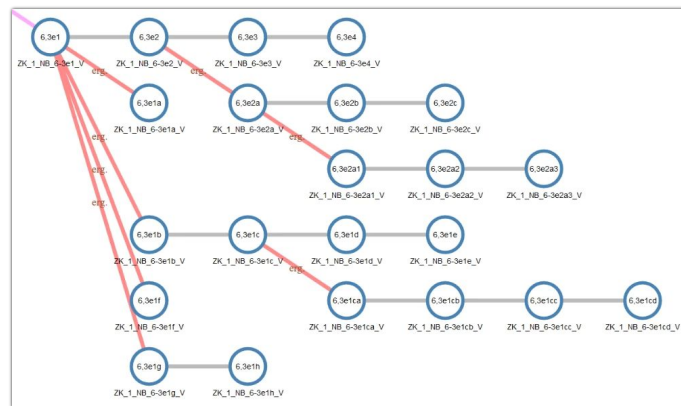 6,3e1 6,3e2 6,3e3 6,3e4
ZK_1_NB_6-3e1_V ZK_1_NB_6-3e2_V ZK_1_NB_6-3e3_V ZK_1_NB_6-3e4_V
erg. erg.
6,3e1a 6,3e2a 6,3e2b 6,3e2c
ZK_1_NB_6-3e1a_V ZK_1_NB_6-3e2a_V ZK_1_NB_6-3e2b_V ZK_1_NB_6-3e2c_V
erg. erg.
6,3e2a1 6,3e2a2 6,3e2a3
erg.
ZK_1_NB_6-3e2a1_V ZK_1_NB_6-3e2a2_V ZK_1_NB_6-3e2a3_V
erg.
6,3e1b 6,3e1c 6,3e1d 6,3e1e
ZK_1_NB_6-3e1b_V ZK_1_NB_6-3e1c_V ZK_1_NB_6-3e1d_V ZK_1_NB_6-3e1e_V
erg.
6,3e1f 6,3e1ca 6,3e1cb 6,3e1cc 6,3e1cd
ZK_1_NB_6-3e1f_V ZK_1_NB_6-3e1ca_V ZK_1_NB_6-3e1cb_V ZK_1_NB_6-3e1cc_V ZK_1_NB_6-3e1cd_V
6,3e1g 6,3e1h
ZK_1_NB_6-3e1g_V ZK_1_NB_6-3e1h_V